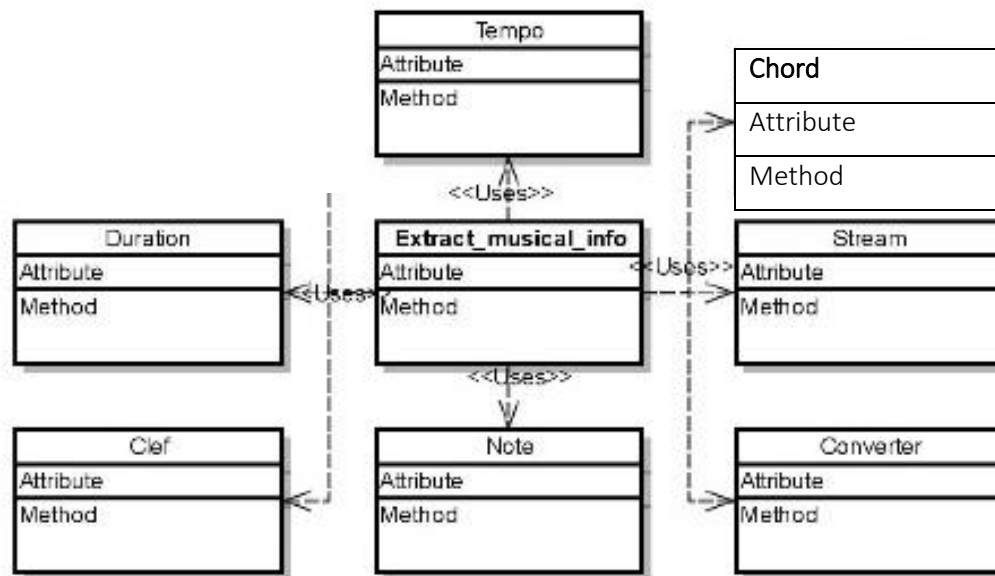 Tempo
Attribute
Method
Chord
Attribute
Method
<<Uses>>
Duration
Attribute
Method
<<Uses>>
Extract_musical_info
Attribute
Method
<<Uses>>
Stream
Attribute
Method
<<Uses>>
Clef
Attribute
Method
Note
Attribute
Method
Converter
Attribute
Method